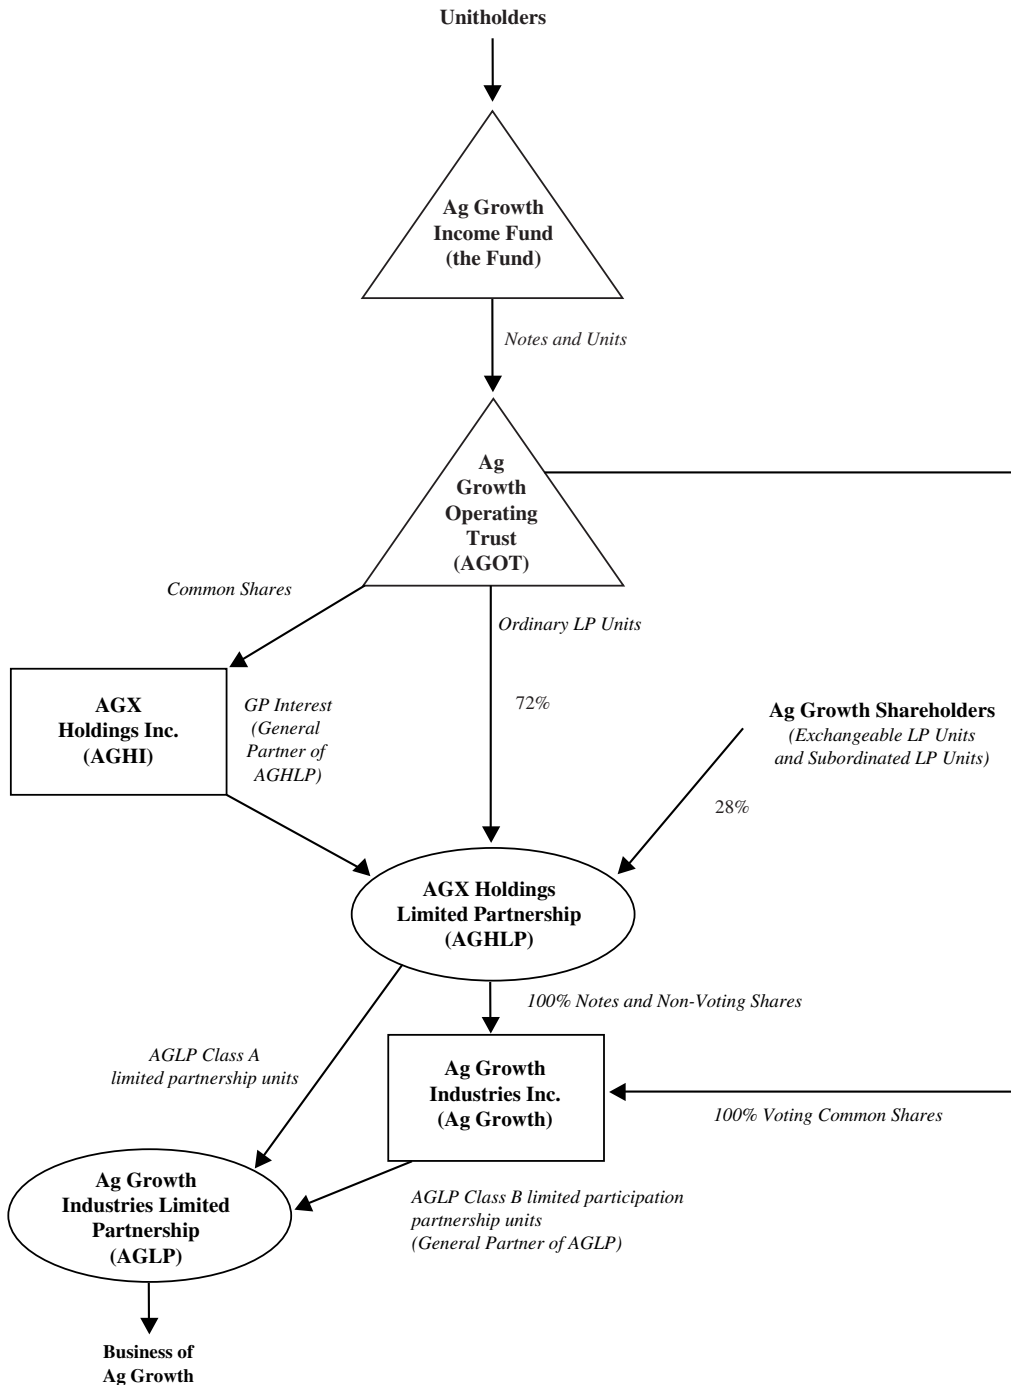 Unitholders
Ag Growth
Income Fund
(the Fund)
Notes and Units
Ag
Growth
Operating
Trust
(AGOT)
Common Shares
Ordinary LP Units
AGX
Holdings Inc.
(AGHI)
GP Interest
(General
Partner of
AGHLP)
72%
Ag Growth Shareholders
(Exchangeable LP Units
and Subordinated LP Units)
28%
AGX Holdings
Limited Partnership
(AGHLP)
100% Notes and Non-Voting Shares
AGLP Class A
limited partnership units
Ag Growth
Industries Inc.
(Ag Growth)
100% Voting Common Shares
Ag Growth
Industries Limited
Partnership
(AGLP)
AGLP Class B limited participation
partnership units
(General Partner of AGLP)
Business of
Ag Growth